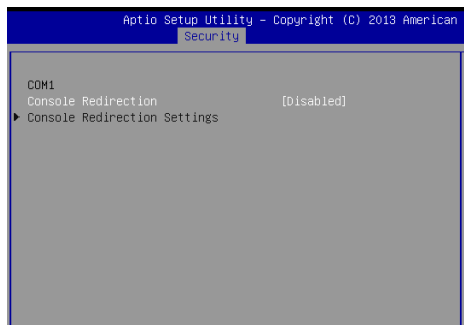 Aptio Setup Utility – Copyright (C) 2013 American
Security
COM1
Console Redirection [Disabled]
Console Redirection Settings